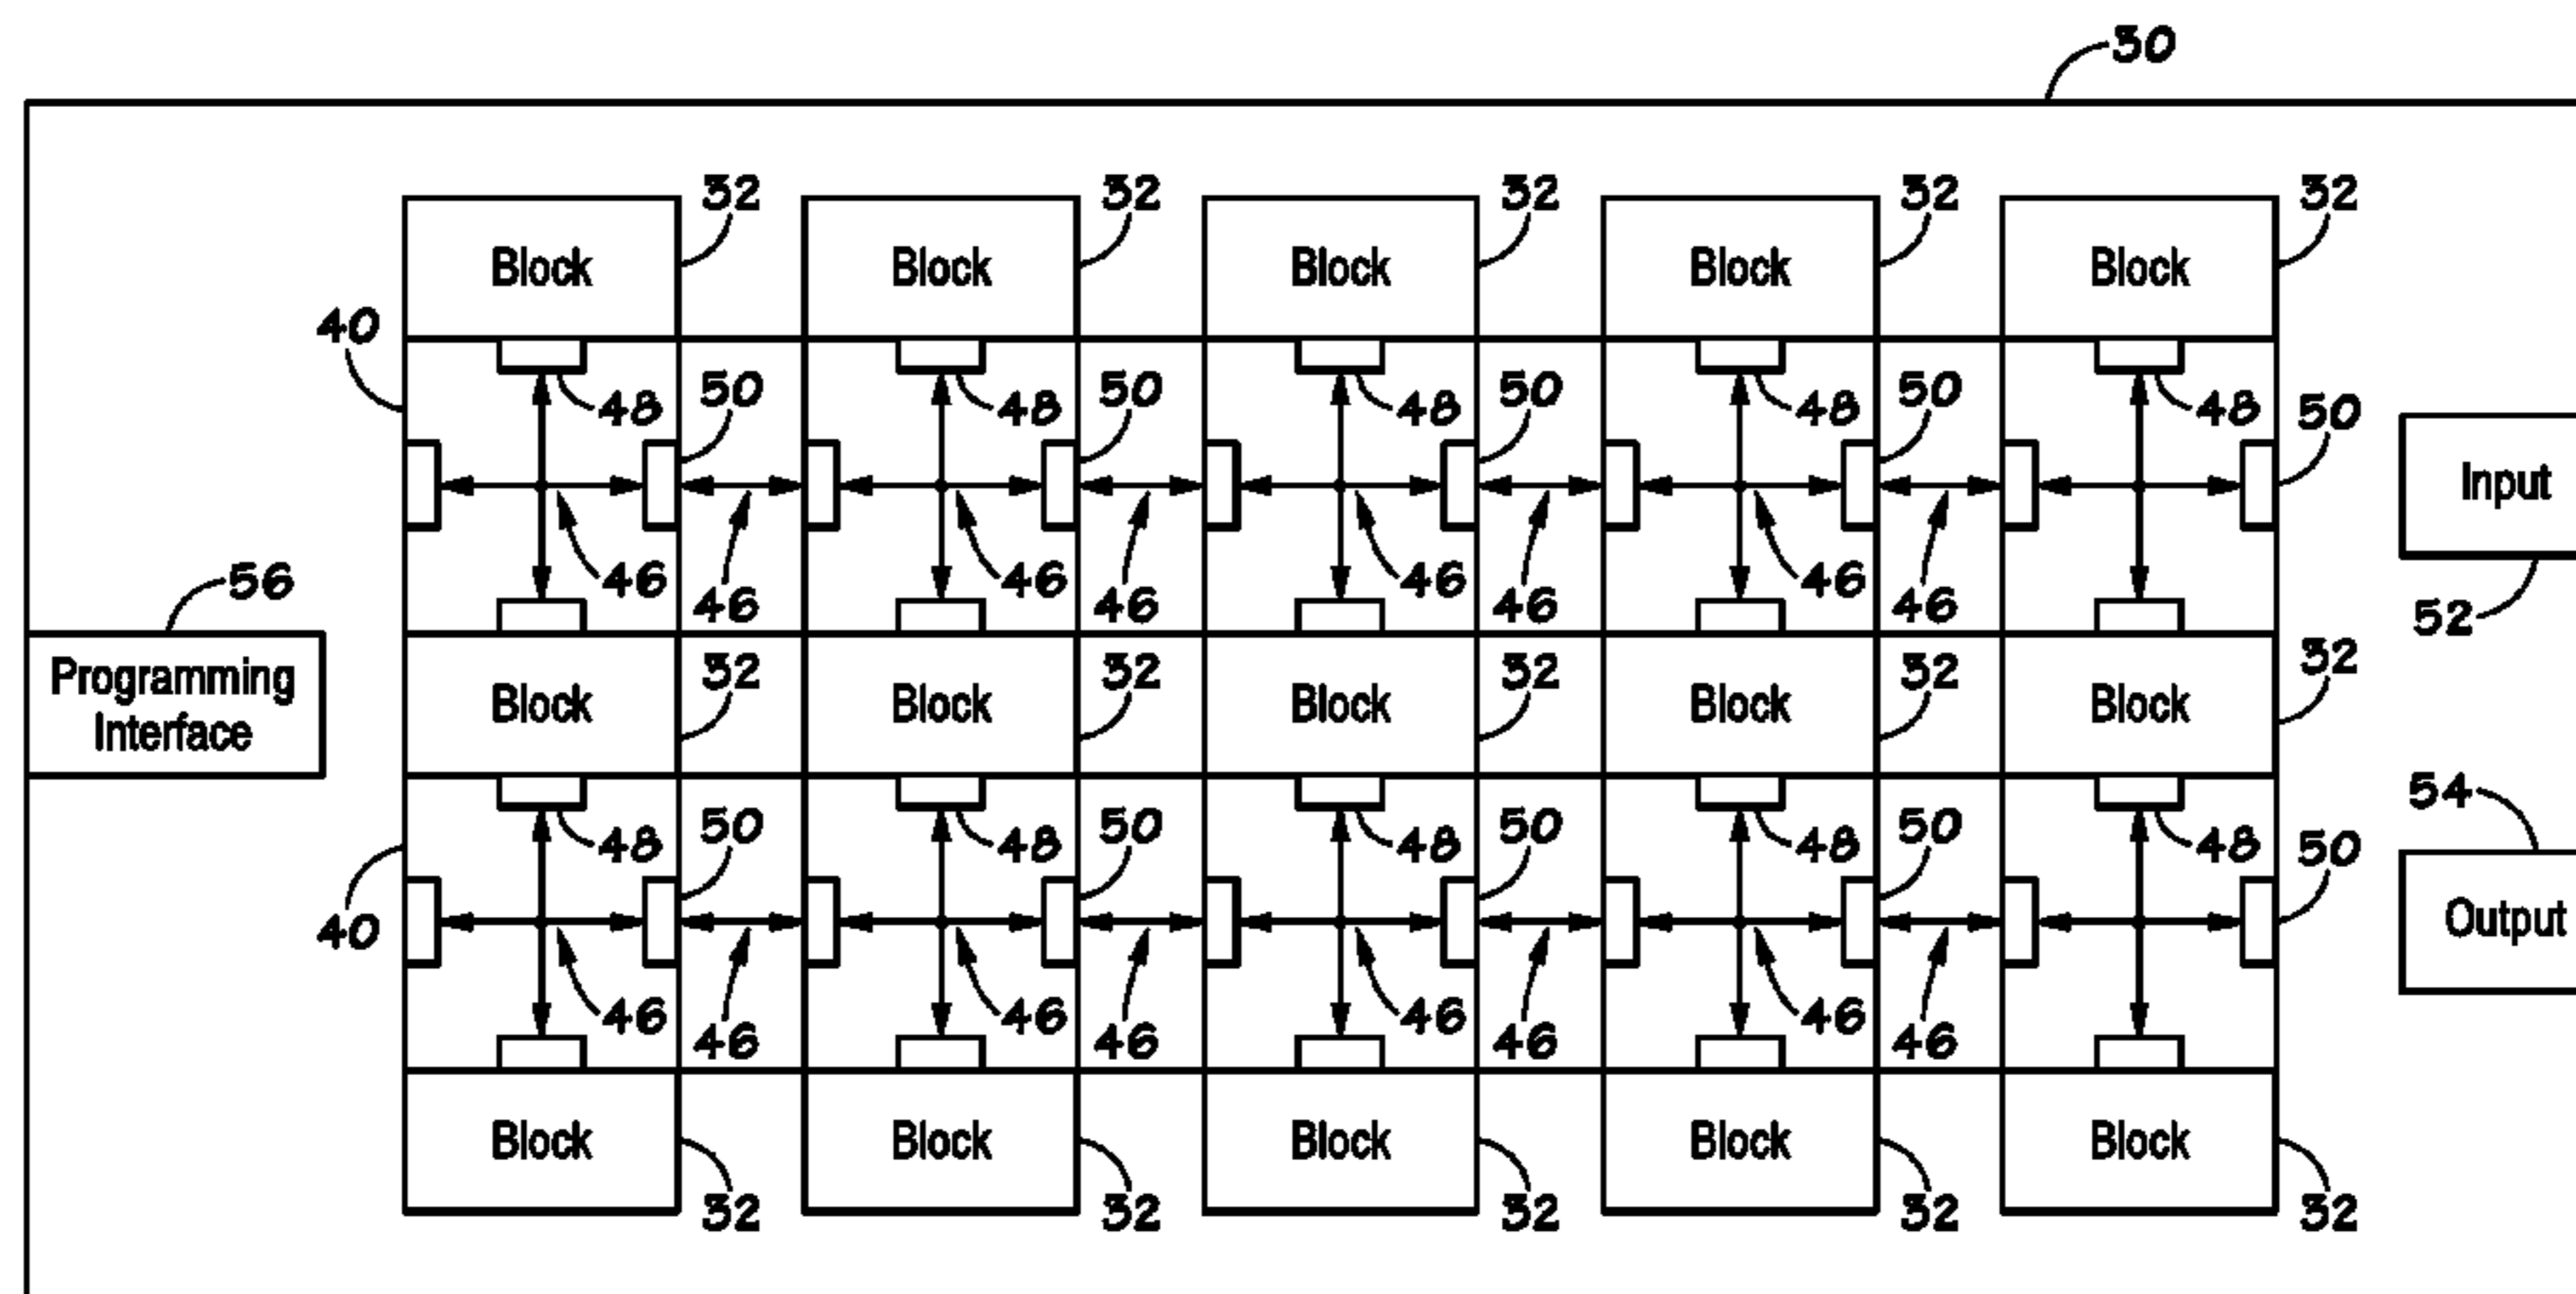 30
32 32 32 32 32
Block Block Block Block Block
40
48 50 48 50 48 50 48 50 48 50
Input
46 46 46 46 46 46 46 46
56
52
Programming
Interface
32 32 32 32 32
Block Block Block Block Block
54
48 50 48 50 48 50 48 50 48 50
40
Output
46 46 46 46 46 46 46 46
Block Block Block Block Block
32 32 32 32 32